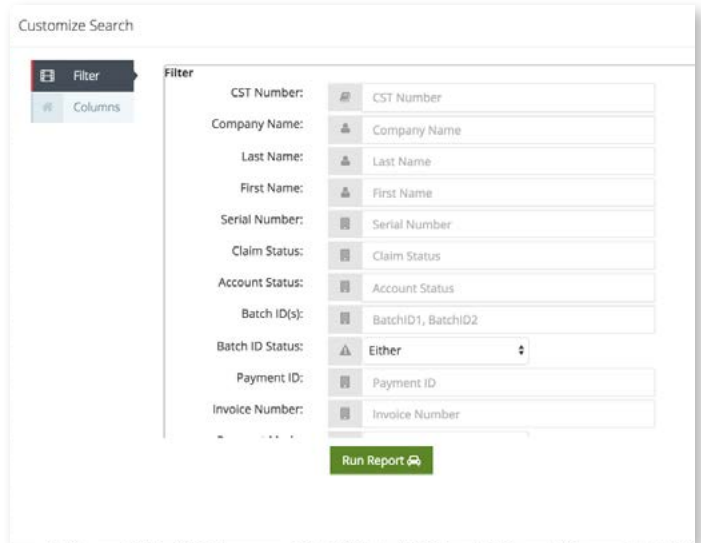 Customize Search
Filter
Columns
Filter
CST Number: CST Number
Company Name: Company Name
Last Name: Last Name
First Name: First Name
Serial Number: Serial Number
Claim Status: Claim Status
Account Status: Account Status
Batch ID(s): BatchID1, BatchID2
Batch ID Status: Either
Payment ID: Payment ID
Invoice Number: Invoice Number
Run Report